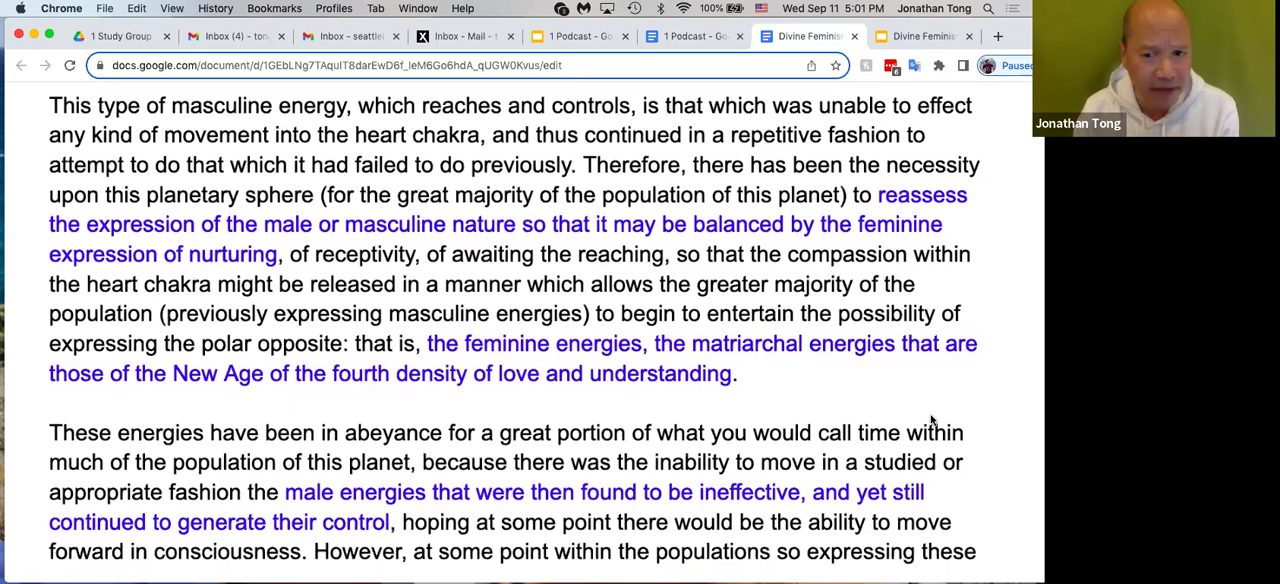 Chrome File Edit View History Bookmarks Profiles Tab Window Help 100% Wed Sep 11 5:01 PM Jonathan Tong
1 Study Group Inbox (4) - ton Inbox - seattlei Inbox - Mail - t 1 Podcast - Go 1 Podcast - Go Divine Feminis Divine Feminis
docs.google.com/document/d/1GEbLNg7TAquIT8darEwD6f_IeM6Go6hdA_qUGW0Kvus/edit 6 Paused
Jonathan Tong
This type of masculine energy, which reaches and controls, is that which was unable to effect
any kind of movement into the heart chakra, and thus continued in a repetitive fashion to
attempt to do that which it had failed to do previously. Therefore, there has been the necessity
upon this planetary sphere (for the great majority of the population of this planet) to reassess
the expression of the male or masculine nature so that it may be balanced by the feminine
expression of nurturing, of receptivity, of awaiting the reaching, so that the compassion within
the heart chakra might be released in a manner which allows the greater majority of the
population (previously expressing masculine energies) to begin to entertain the possibility of
expressing the polar opposite: that is, the feminine energies, the matriarchal energies that are
those of the New Age of the fourth density of love and understanding.
These energies have been in abeyance for a great portion of what you would call time within
much of the population of this planet, because there was the inability to move in a studied or
appropriate fashion the male energies that were then found to be ineffective, and yet still
continued to generate their control, hoping at some point there would be the ability to move
forward in consciousness. However, at some point within the populations so expressing these